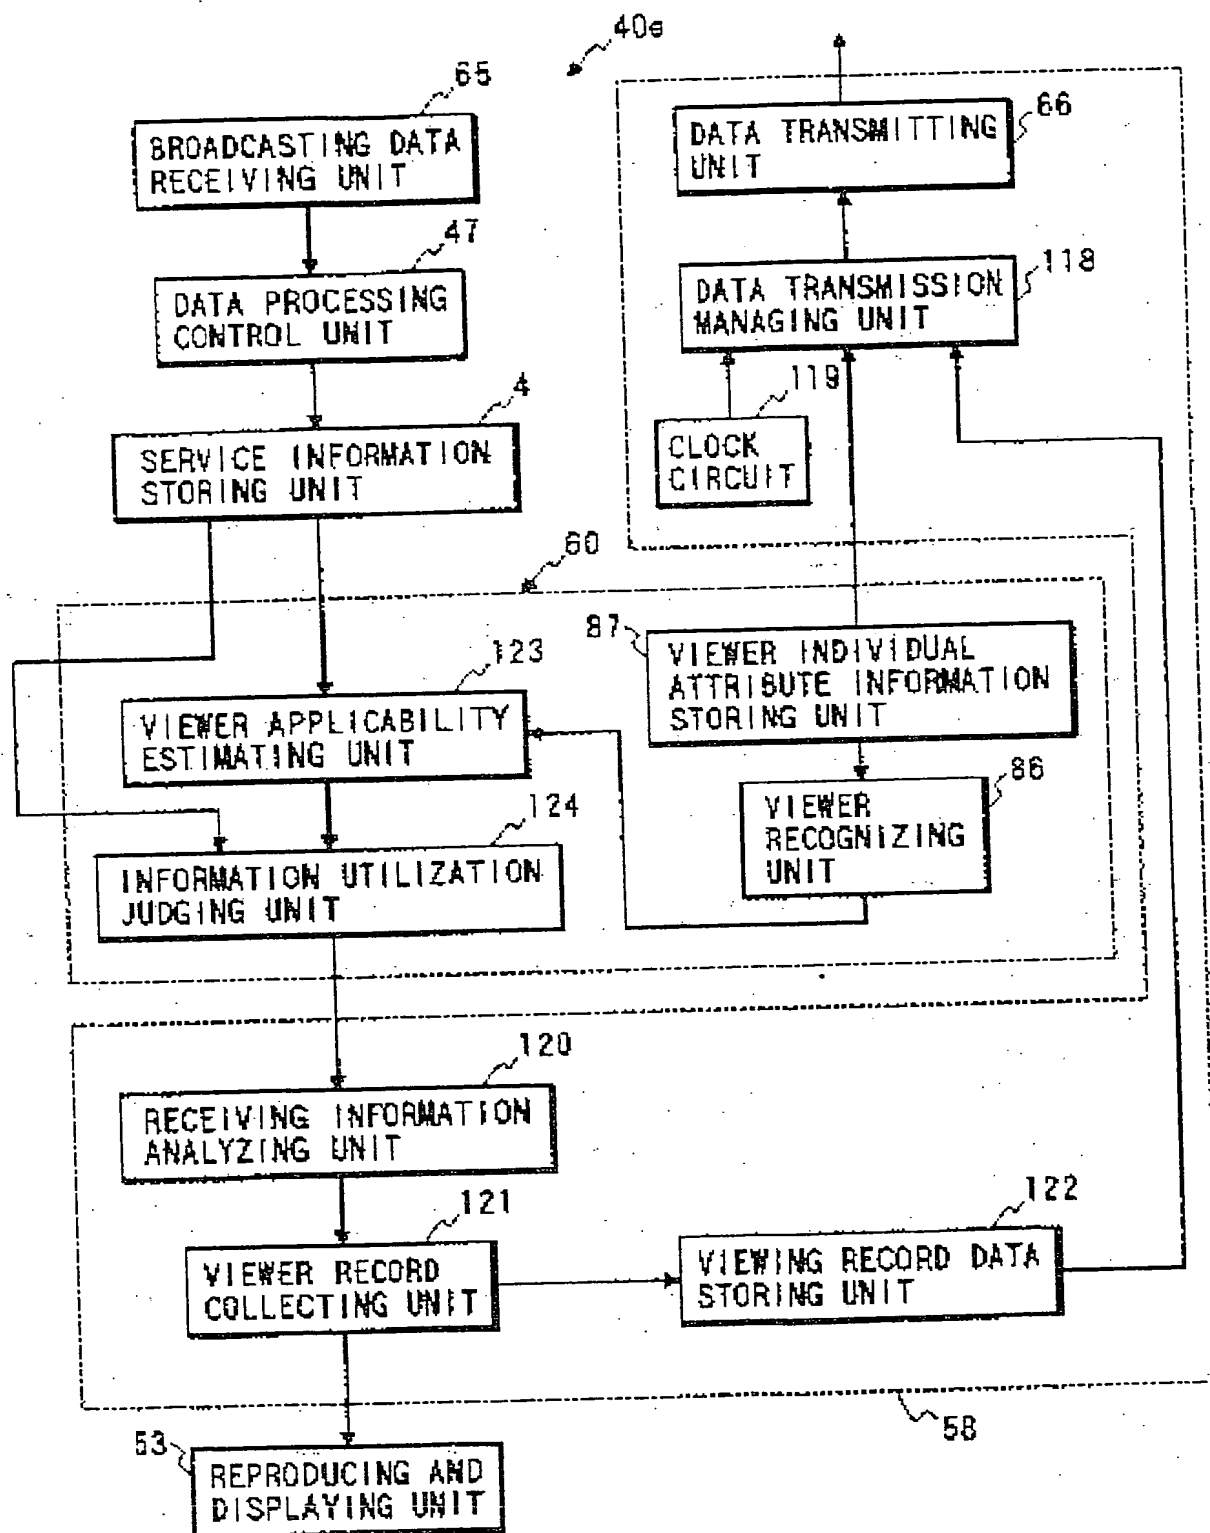 40e
65
BROADCASTING DATA
RECEIVING UNIT
47
DATA PROCESSING
CONTROL UNIT
4
SERVICE INFORMATION
STORING UNIT
66
DATA TRANSMITTING
UNIT
118
DATA TRANSMISSION
MANAGING UNIT
119
CLOCK
CIRCUIT
60
87
VIEWER INDIVIDUAL
ATTRIBUTE INFORMATION
STORING UNIT
123
VIEWER APPLICABILITY
ESTIMATING UNIT
86
VIEWER
RECOGNIZING
UNIT
124
INFORMATION UTILIZATION
JUDGING UNIT
120
RECEIVING INFORMATION
ANALYZING UNIT
121
VIEWER RECORD
COLLECTING UNIT
122
VIEWING RECORD DATA
STORING UNIT
58
53
REPRODUCING AND
DISPLAYING UNIT